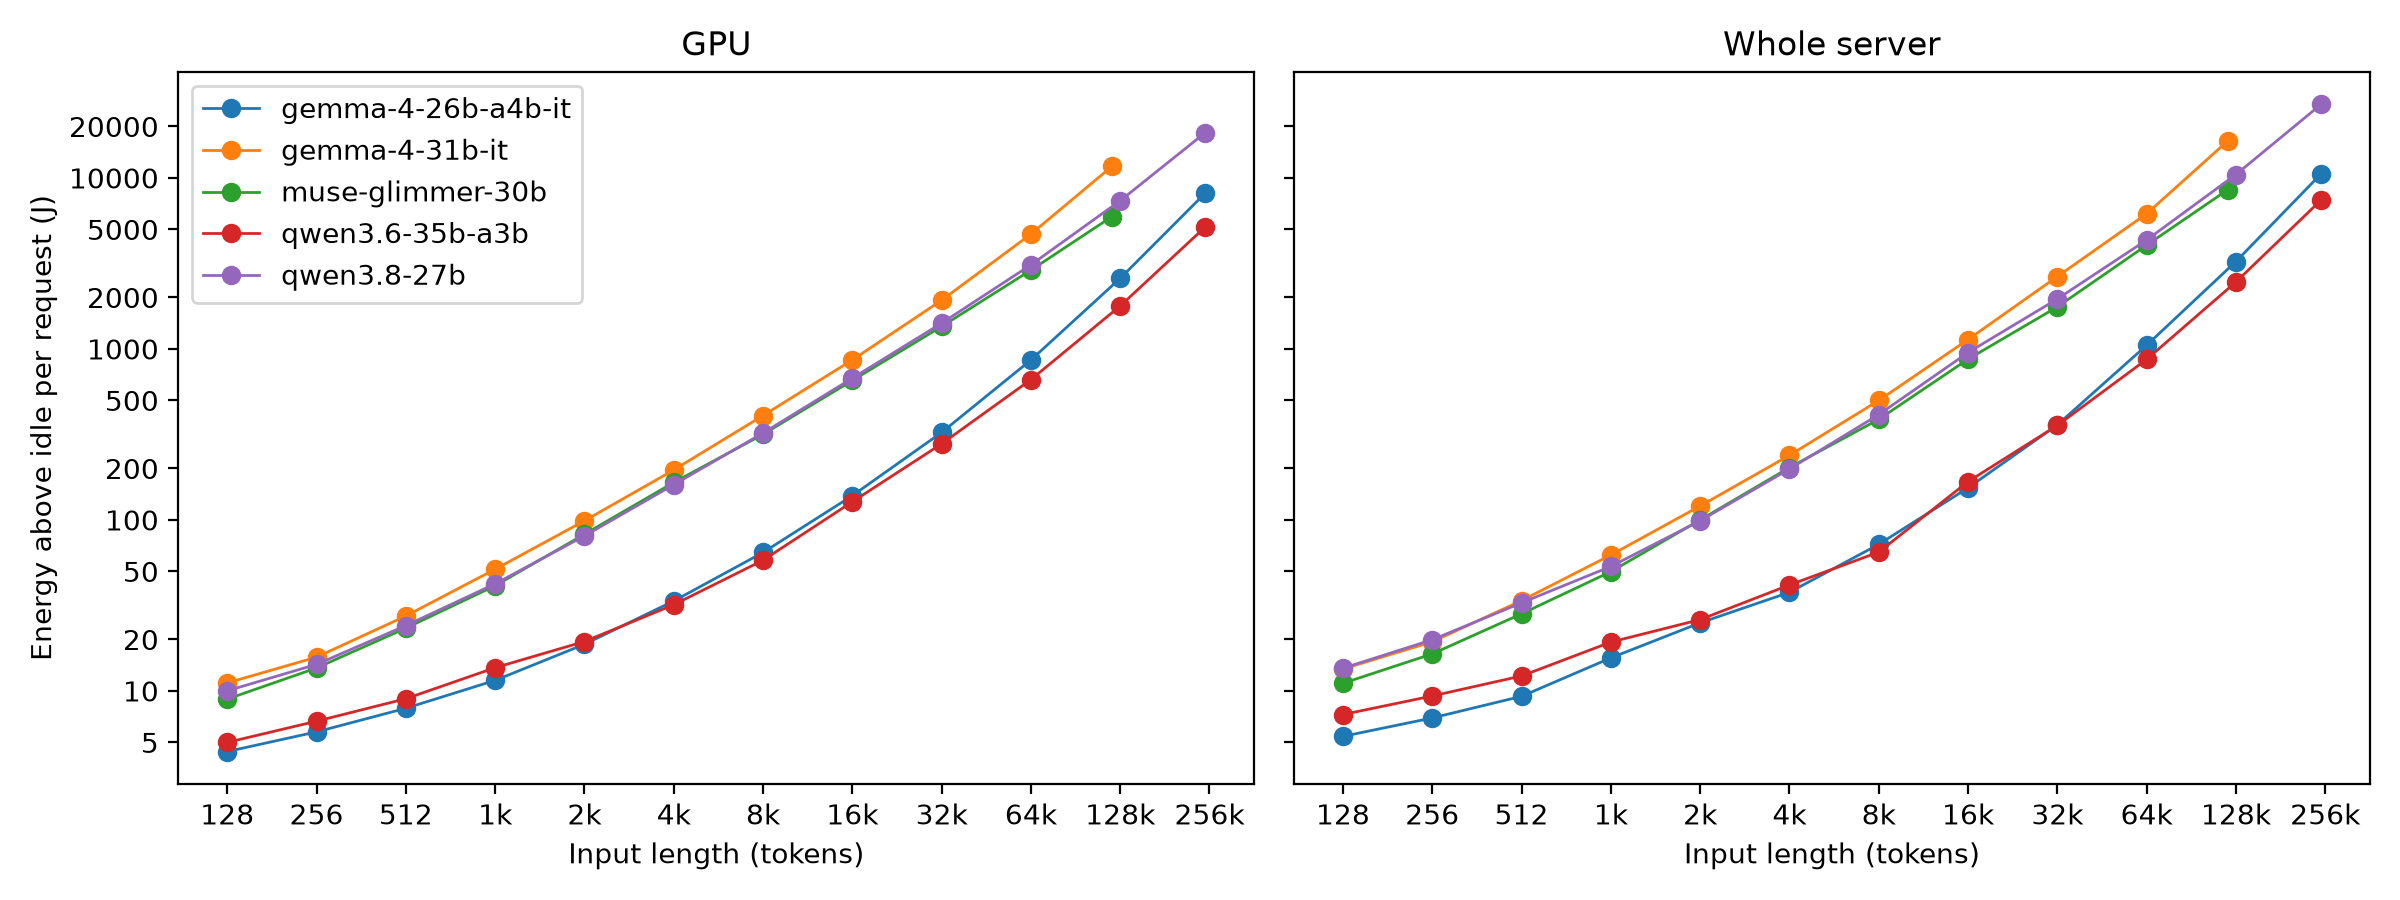 GPU
Whole server
gemma-4-26b-a4b-it
gemma-4-31b-it
muse-glimmer-30b
qwen3.6-35b-a3b
qwen3.8-27b
Energy above idle per request (J)
20000
10000
5000
2000
1000
500
200
100
50
20
10
5
128 256 512 1k 2k 4k 8k 16k 32k 64k 128k 256k
128 256 512 1k 2k 4k 8k 16k 32k 64k 128k 256k
Input length (tokens)
Input length (tokens)